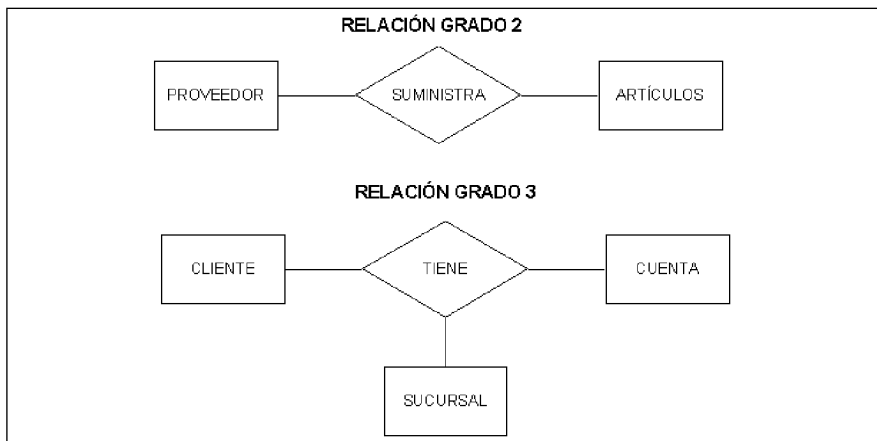 RELACIÓN GRADO 2
PROVEEDOR
SUMINISTRA
ARTÍCULOS
RELACIÓN GRADO 3
CLIENTE
TIENE
CUENTA
SUCURSAL